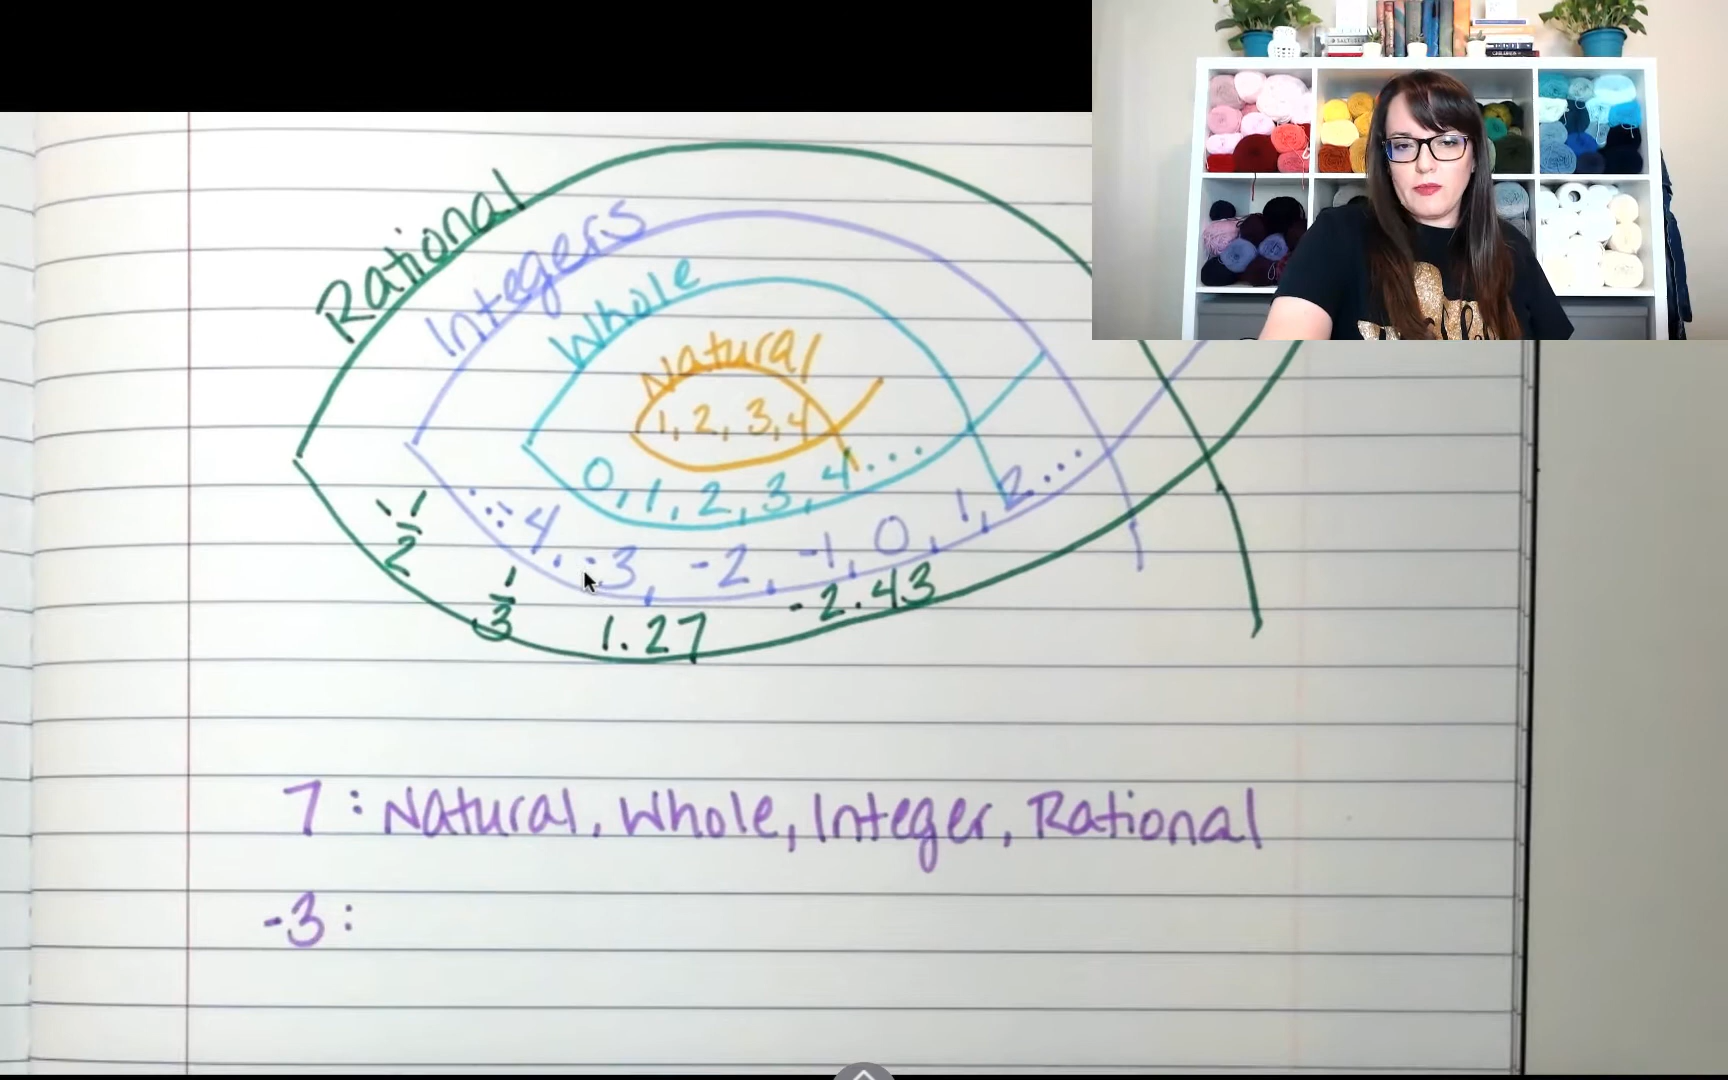 Rational
Integers
Whole
Natural
1, 2, 3, 4
0, 1, 2, 3, 4...
...-4, -3, -2, -1, 0, 1, 2...
-1/2
1/3
1.27
-2.43
7: Natural, Whole, Integer, Rational
-3: